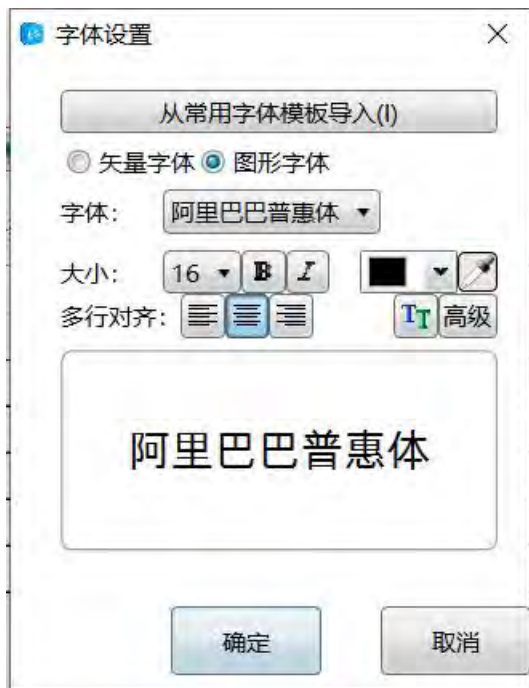 字体设置
从常用字体模板导入(I)
矢量字体 图形字体
字体： 阿里巴巴普惠体
大小： 16 B I
多行对齐： TT 高级
阿里巴巴普惠体
确定 取消